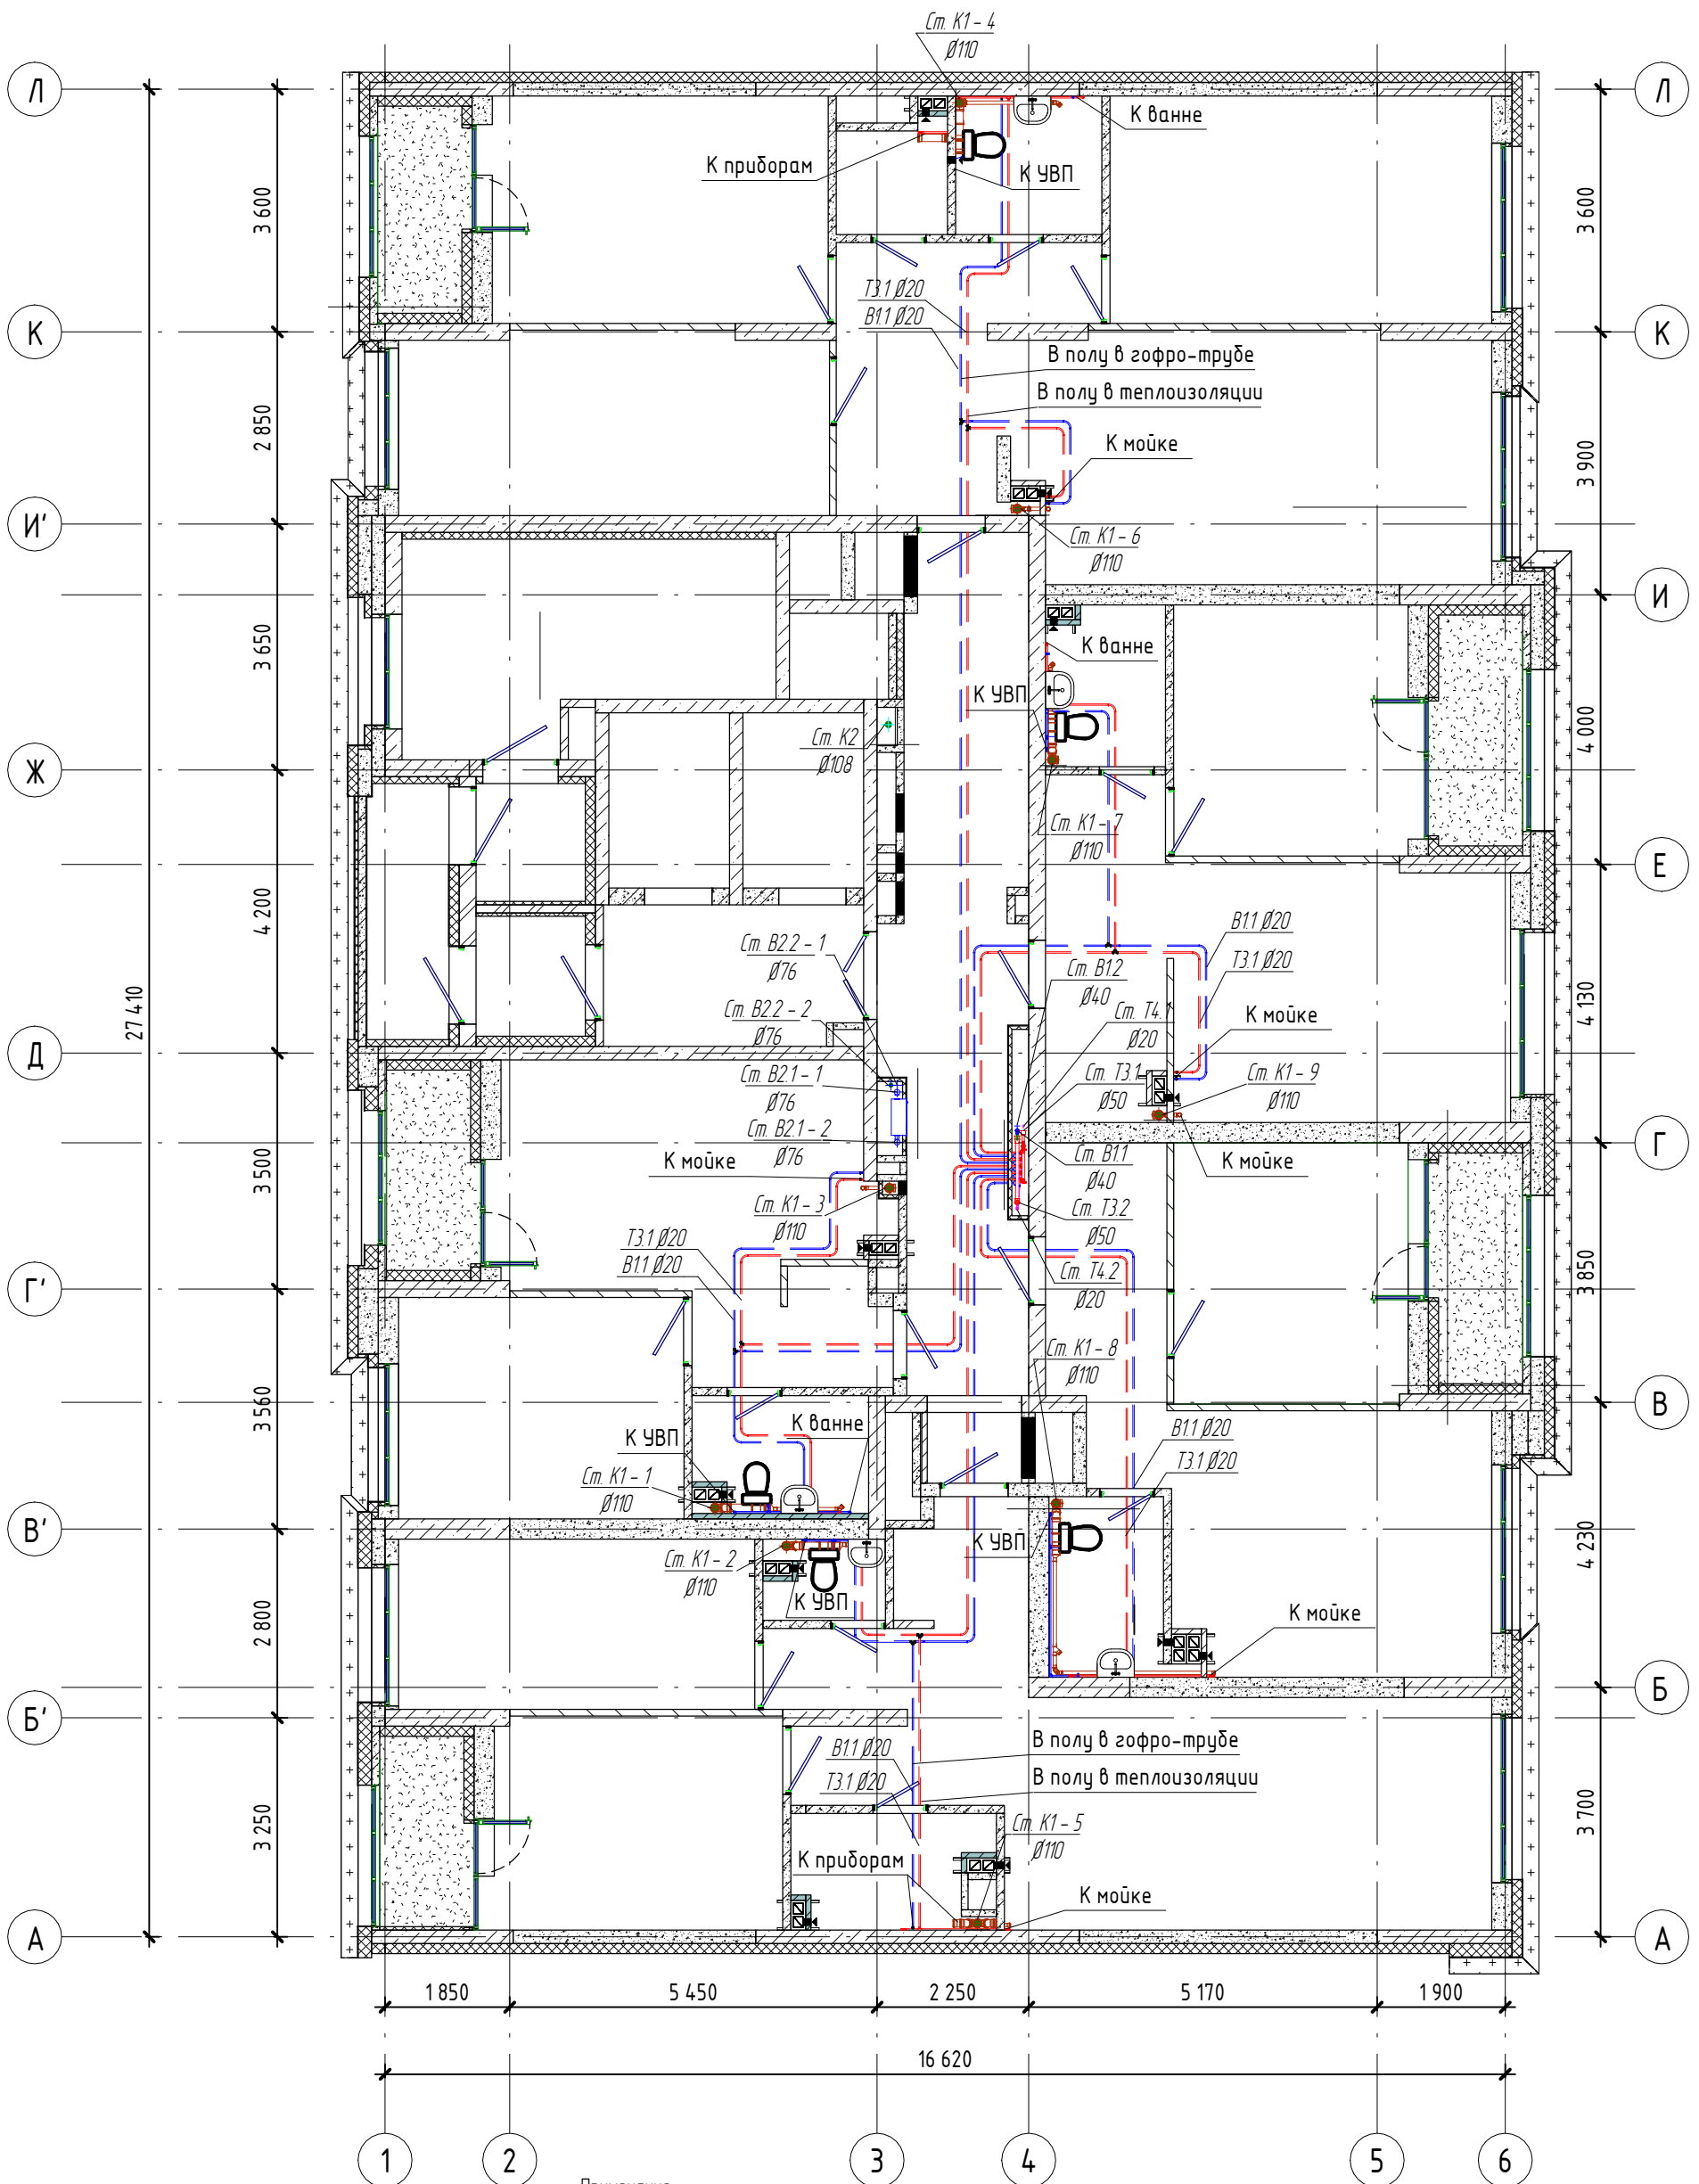 Ст. К1 - 4
Ø110
Л
Л
К ванне
К приборам
К УВП
3 600
3 600
Т3.1 Ø20
В1.1 Ø20
К
К
В полу в гофро-трубе
В полу в теплоизоляции
2 850
3 900
К мойке
И'
Ст. К1 - 6
Ø110
И
К ванне
3 650
К УВП
Ст. К2
Ø108
4 000
Ж
Ст. К1 - 7
Ø110
Е
4 200
В1.1 Ø20
Т3.1 Ø20
Ст. В2.2 - 1
Ø76
Ст. В1.2
Ø40
27 410
4 130
Ст. В2.2 - 2
Ø76
Ст. Т4.1
Ø20
К мойке
Д
Ст. В2.1 - 1
Ø76
Ст. Т3.1
Ø50
Ст. К1 - 9
Ø110
Ст. В2.1 - 2
Ø76
Г
К мойке
Ст. В1.1
Ø40
К мойке
3 500
Ст. К1 - 3
Ø110
Ст. Т3.2
Ø50
Т3.1 Ø20
В1.1 Ø20
Ст. Т4.2
Ø20
Г'
3 850
Ст. К1 - 8
Ø110
3 560
В
К ванне
К УВП
В1.1 Ø20
Т3.1 Ø20
Ст. К1 - 1
Ø110
В'
К УВП
4 230
Ст. К1 - 2
Ø110
К УВП
К мойке
2 800
Б
Б'
В полу в гофро-трубе
В1.1 Ø20
Т3.1 Ø20
В полу в теплоизоляции
3 250
3 700
Ст. К1 - 5
Ø110
К приборам
К мойке
А
А
1 850
5 450
2 250
5 170
1 900
16 620
1
2
3
4
5
6